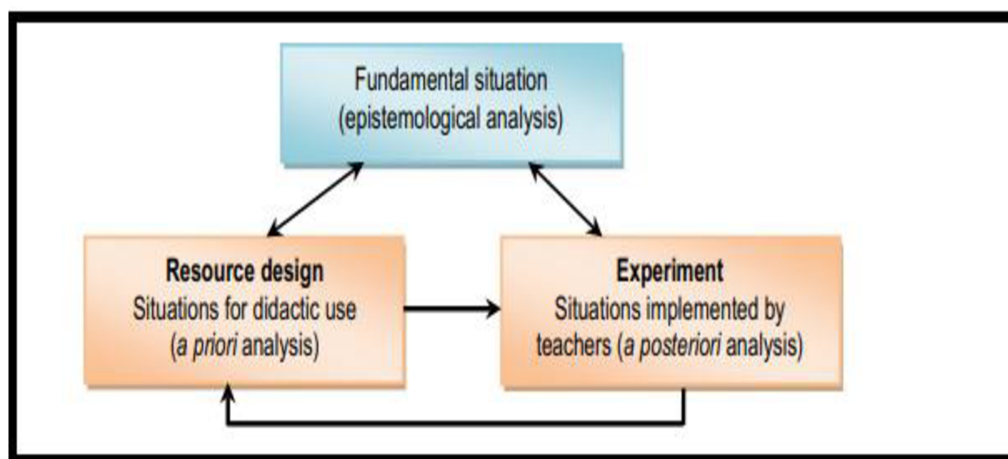 Fundamental situation
(epistemological analysis)
Resource design
Situations for didactic use
(a priori analysis)
Experiment
Situations implemented by
teachers (a posteriori analysis)